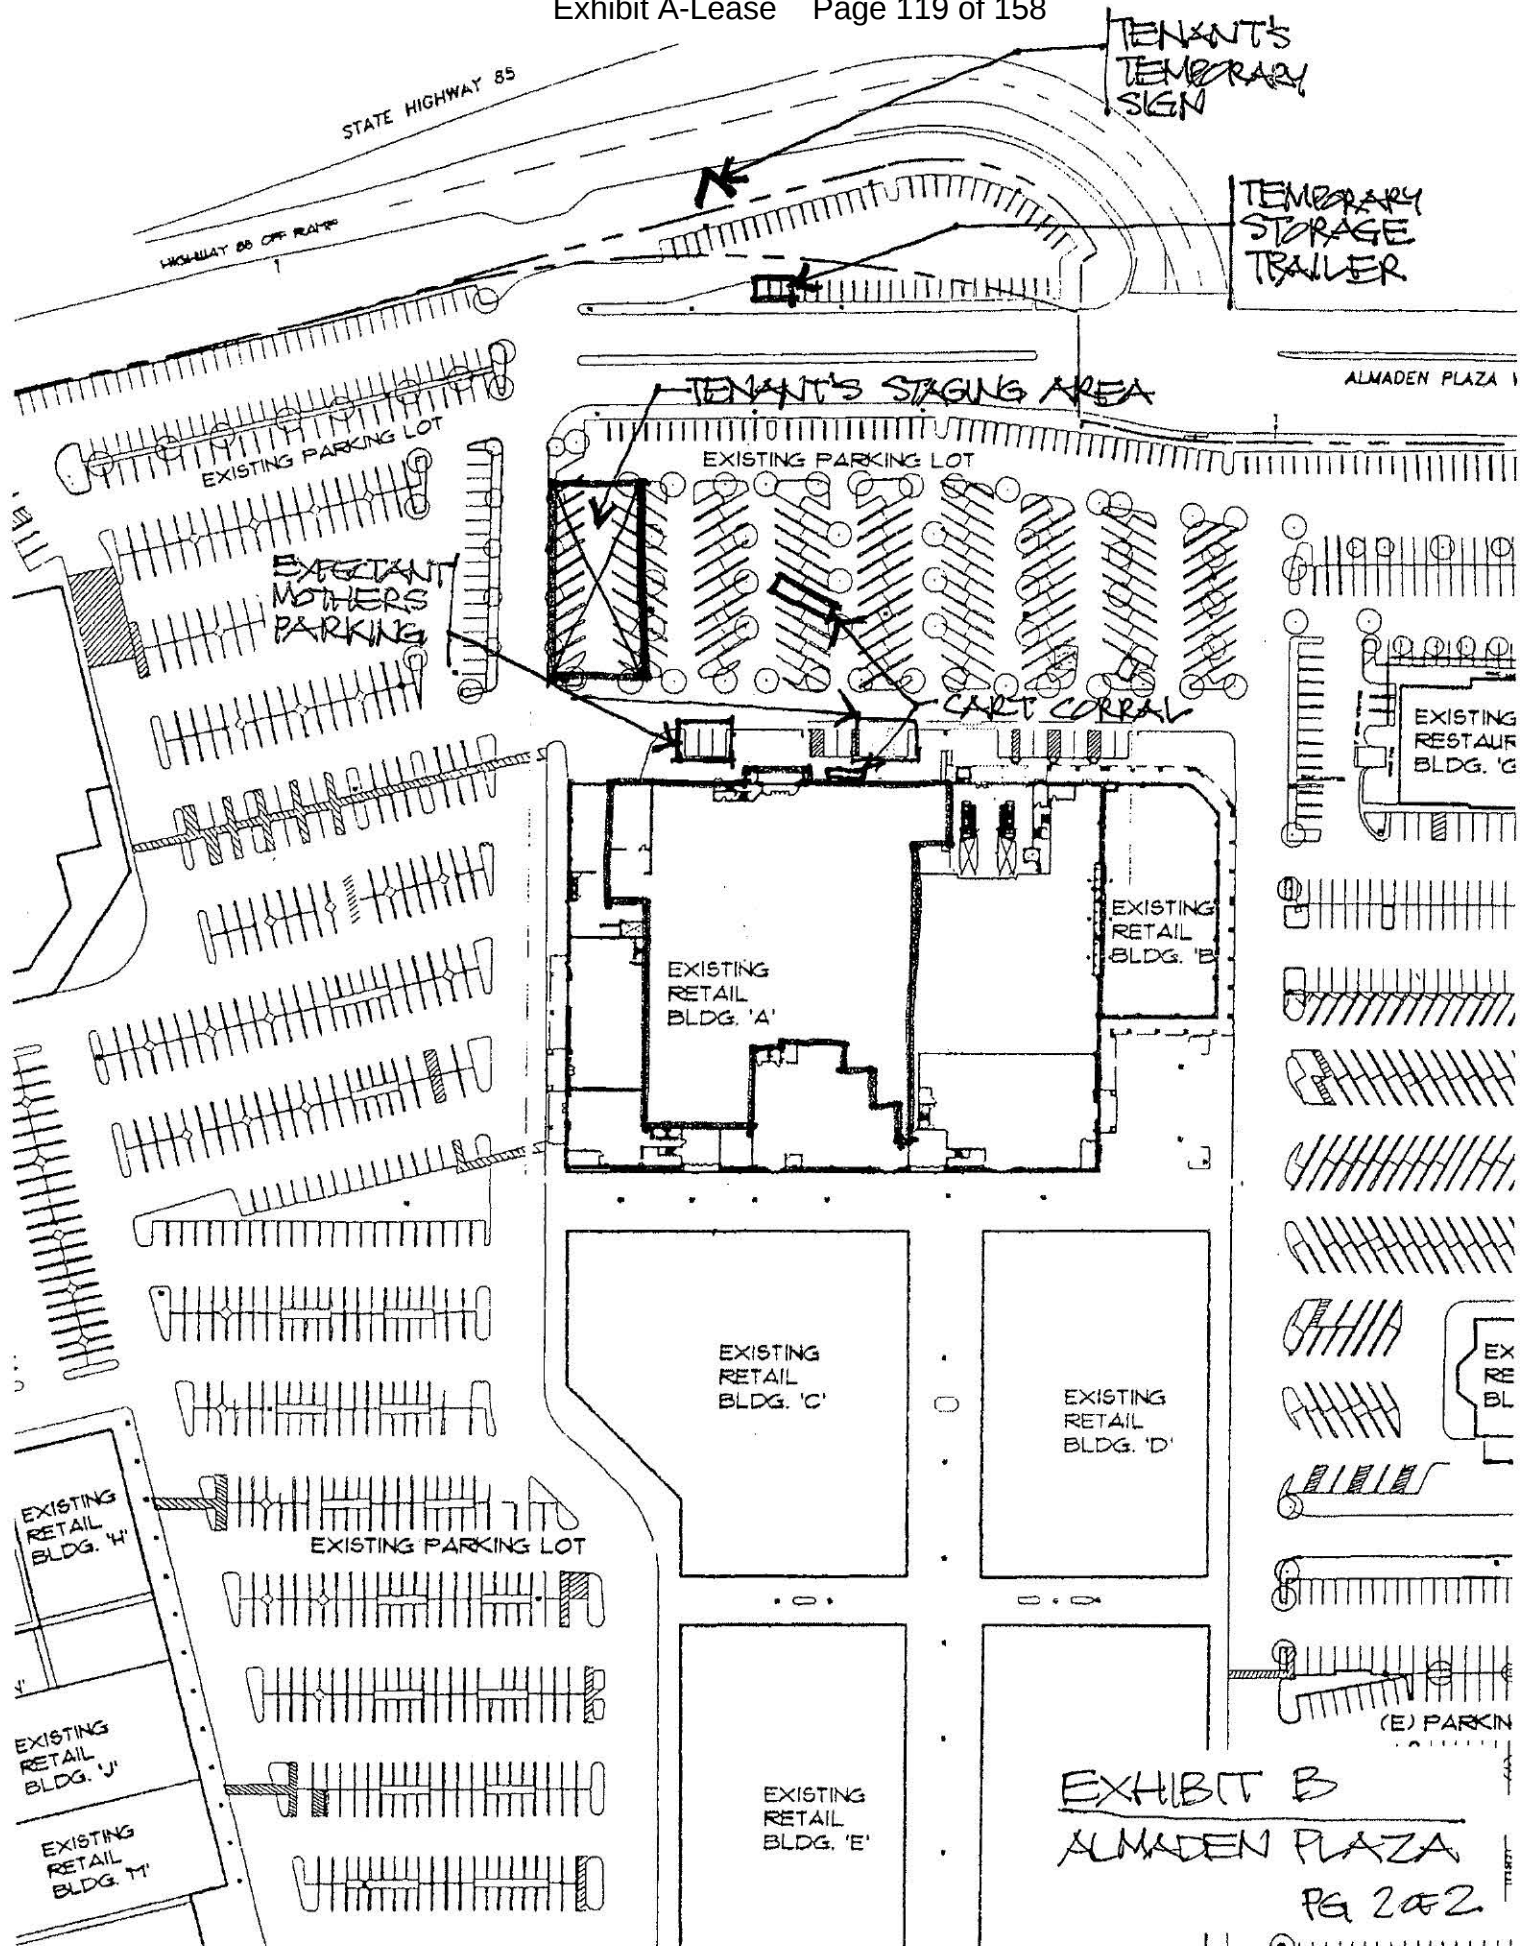 Exhibit A-Lease Page 119 of 158
TENANT'S
TEMPORARY
SIGN
STATE HIGHWAY 85
TEMPORARY
STORAGE
TRAILER
HIGHWAY 85 OFF RAMP
ALMADEN PLAZA
TENANT'S STAGING AREA
EXISTING PARKING LOT
EXISTING PARKING LOT
EXPECTANT
MOTHERS
PARKING
CART CORRAL
EXISTING
RESTAUR
BLDG. 'G
EXISTING
RETAIL
BLDG. 'B
EXISTING
RETAIL
BLDG. 'A'
EXISTING
RETAIL
BLDG. 'C'
EX
RE
BL
EXISTING
RETAIL
BLDG. 'D'
EXISTING
RETAIL
BLDG. 'H'
EXISTING PARKING LOT
EXISTING
RETAIL
BLDG. 'J'
(E) PARKIN
EXISTING
RETAIL
BLDG. 'E'
EXISTING
RETAIL
BLDG. 'M'
EXHIBIT B
ALMADEN PLAZA
PG 2 OF 2